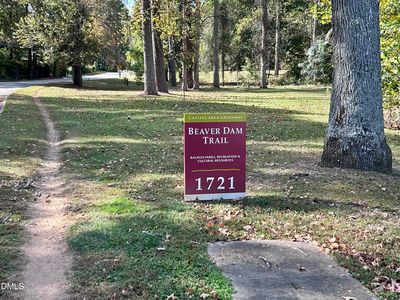 CAPITAL AREA GREENWAY
BEAVER DAM
TRAIL
RALEIGH PARKS, RECREATION &
CULTURAL RESOURCES
1721
DMLS